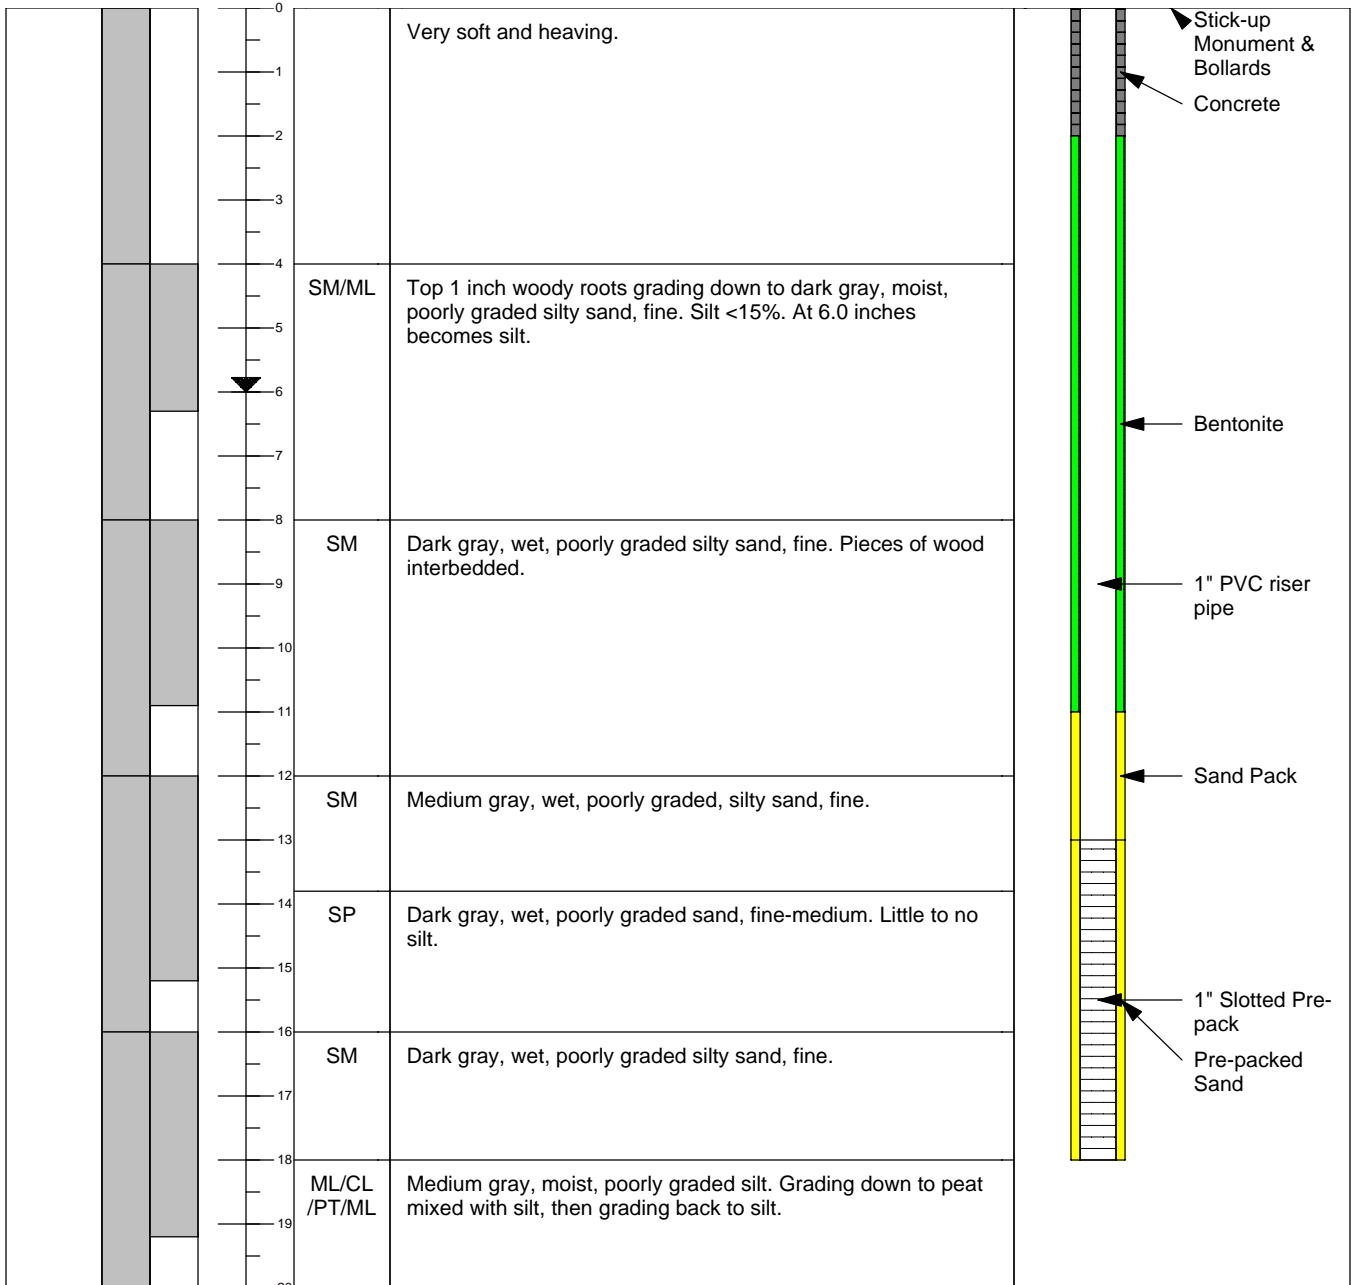 0
Very soft and heaving.
Stick-up
Monument &
Bollards
1
Concrete
2
3
4
SM/ML
Top 1 inch woody roots grading down to dark gray, moist,
poorly graded silty sand, fine. Silt <15%. At 6.0 inches
becomes silt.
5
6
Bentonite
7
8
SM
Dark gray, wet, poorly graded silty sand, fine. Pieces of wood
interbedded.
9
1" PVC riser
pipe
10
11
12
Sand Pack
SM
Medium gray, wet, poorly graded, silty sand, fine.
13
14
SP
Dark gray, wet, poorly graded sand, fine-medium. Little to no
silt.
15
1" Slotted Pre-
pack
16
SM
Dark gray, wet, poorly graded silty sand, fine.
Pre-packed
Sand
17
18
ML/CL
/PT/ML
Medium gray, moist, poorly graded silt. Grading down to peat
mixed with silt, then grading back to silt.
19
20